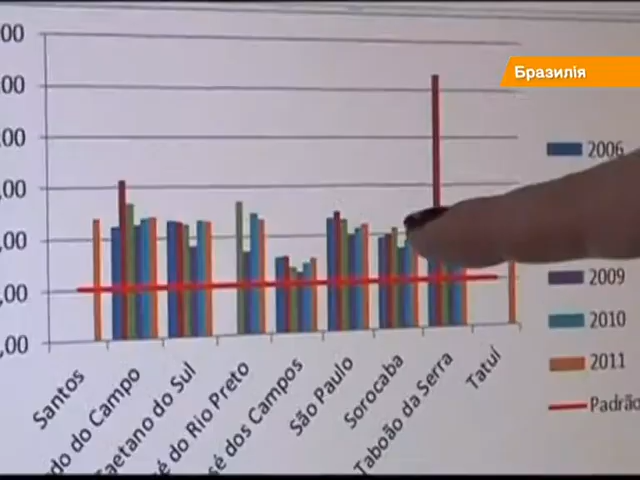 Бразилія
00
00
00
,00
,00
,00
,00
2006
2009
2010
2011
Padrão
Santos
do do Campo
aetano do Sul
é do Rio Preto
sé dos Campos
São Paulo
Sorocaba
Taboão da Serra
Tatuí